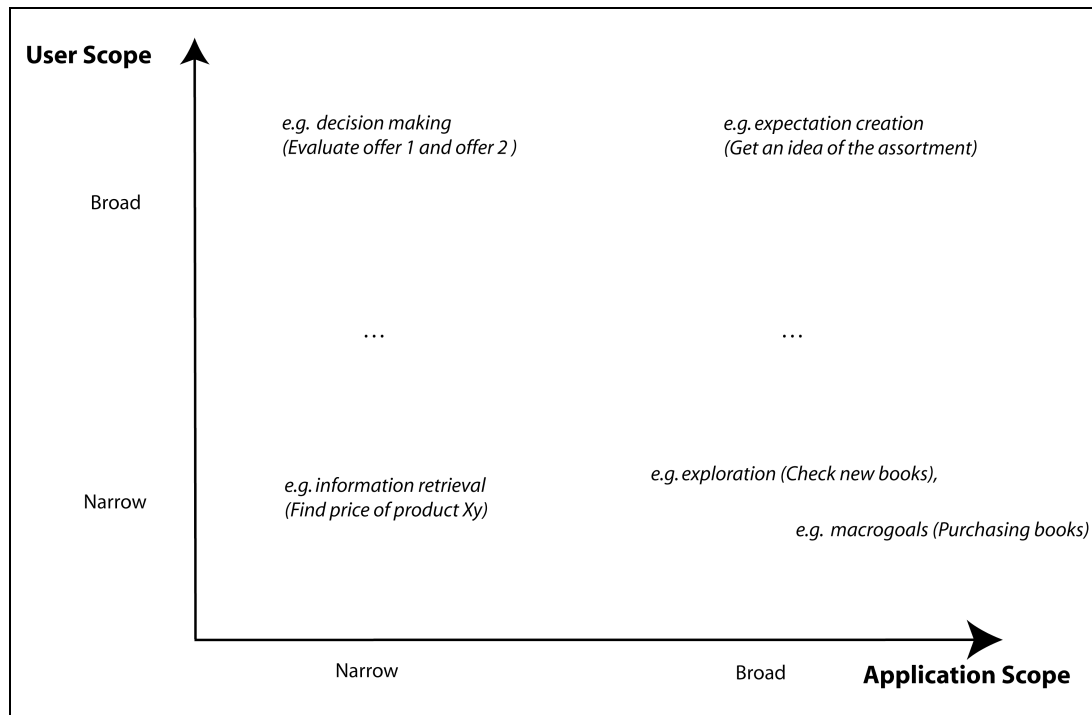 User Scope
e.g. decision making
(Evaluate offer 1 and offer 2 )
e.g. expectation creation
(Get an idea of the assortment)
Broad
...
...
Narrow
e.g. information retrieval
(Find price of product Xy)
e.g. exploration (Check new books),
e.g. macrogoals (Purchasing books)
Narrow
Broad
Application Scope